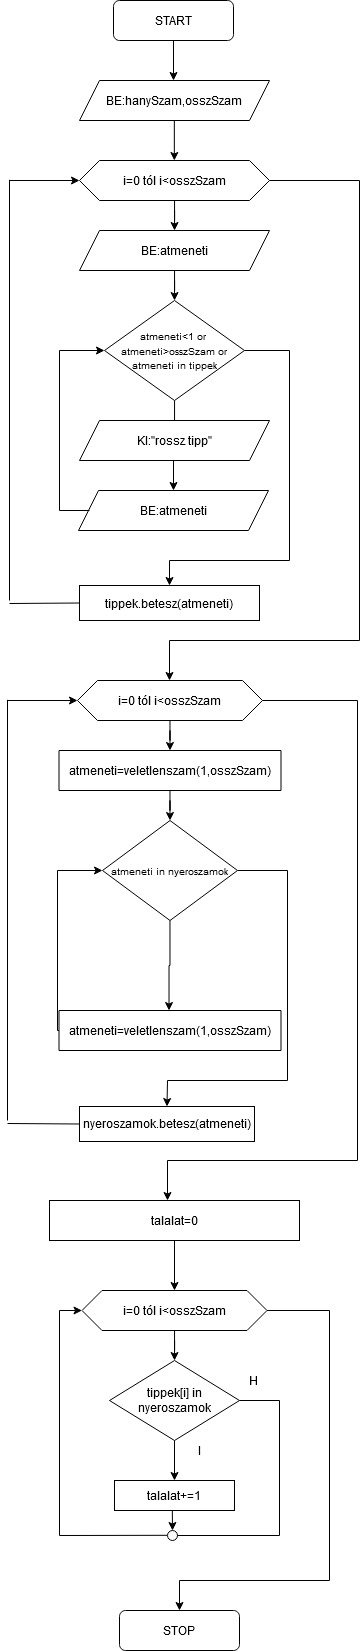 START
BE:hanySzam,osszSzam
i=0 tól i<osszSzam
BE:atmeneti
atmeneti<1 or
atmeneti>osszSzam or
atmeneti in tippek
KI:"rossz tipp"
BE:atmeneti
tippek.betesz(atmeneti)
i=0 tól i<osszSzam
atmeneti=veletlenszam(1,osszSzam)
atmeneti in nyeroszamok
atmeneti=veletlenszam(1,osszSzam)
nyeroszamok.betesz(atmeneti)
talalat=0
i=0 tól i<osszSzam
tippek[i] in
nyeroszamok
H
I
talalat+=1
STOP